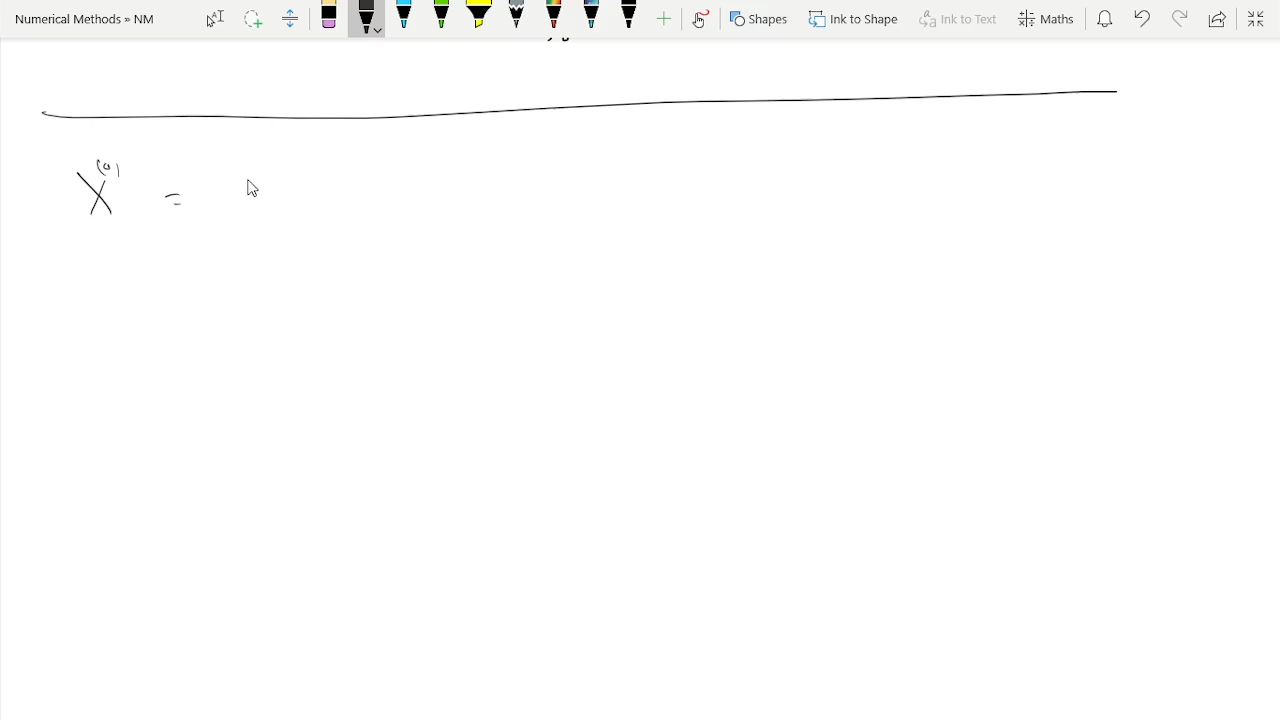 Numerical Methods » NM Shapes Ink to Shape Ink to Text Maths
X^(0) =